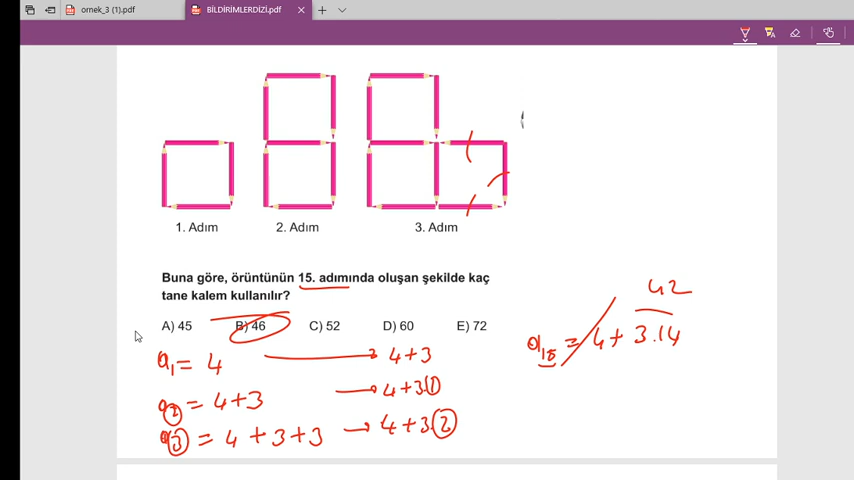 ornek_3 (1).pdf
BİLDİRİMLERDİZİ.pdf
1. Adım 2. Adım 3. Adım
Buna göre, örüntünün 15. adımında oluşan şekilde kaç
tane kalem kullanılır?
A) 45 B) 46 C) 52 D) 60 E) 72
a₁ = 4 → 4+3
a₂ = 4+3 → 4+3①
a③ = 4+3+3 → 4+3.②
42
a₁₅ = 4+ 3.14